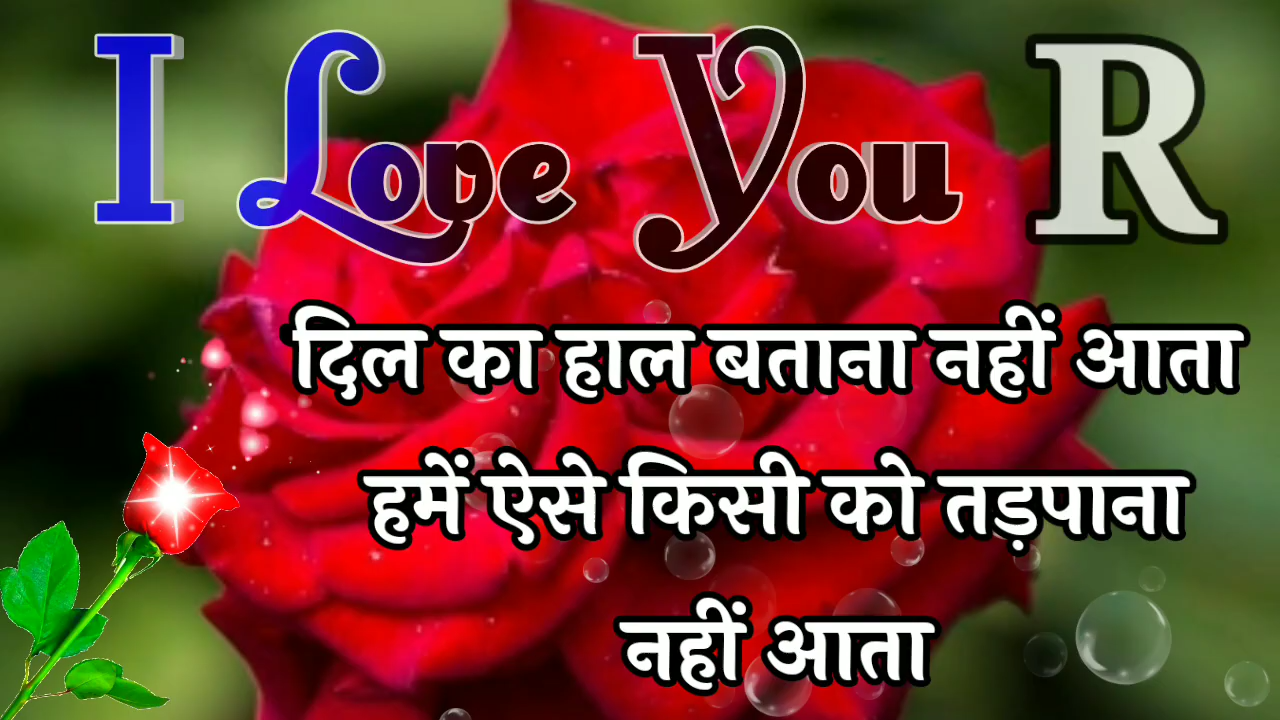 I Love You R
दिल का हाल बताना नहीं आता
हमें ऐसे किसी को तड़पाना
नहीं आता